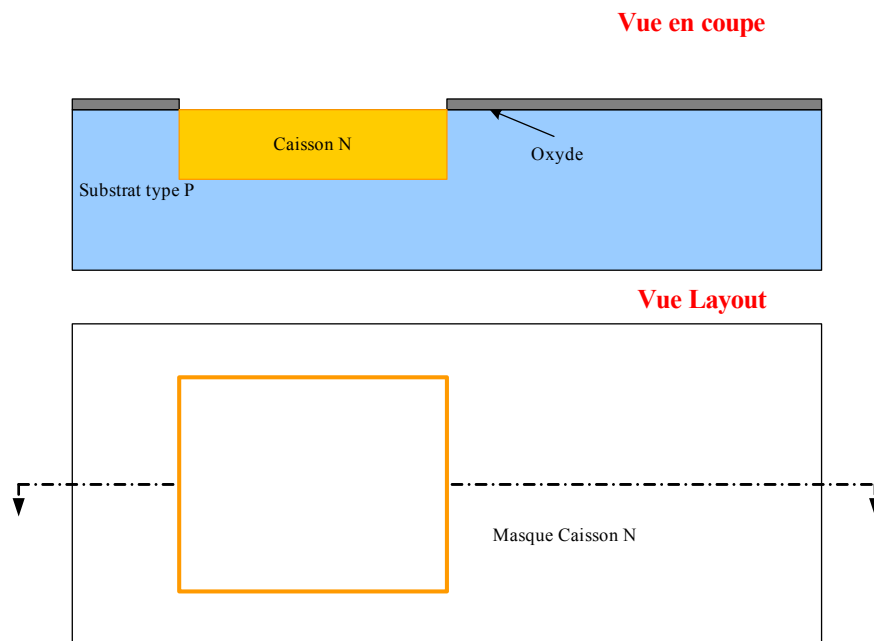 Vue en coupe
Caisson N
Oxyde
Substrat type P
Vue Layout
Masque Caisson N